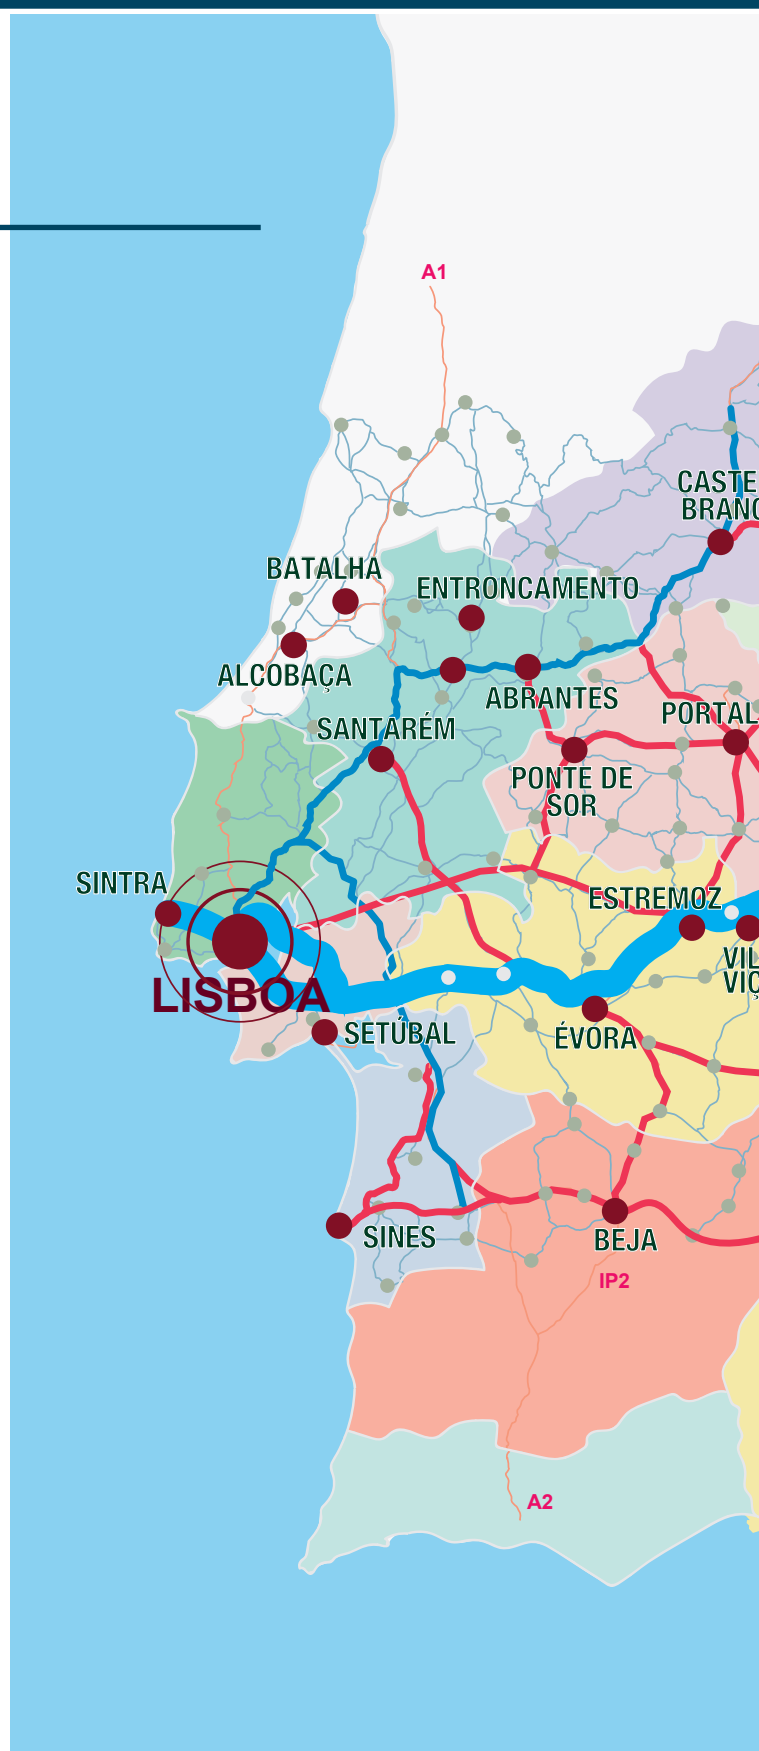 A1
CASTE
BRANC
BATALHA
ENTRONCAMENTO
ALCOBAÇA
ABRANTES
PORTAL
SANTARÉM
PONTE DE
SOR
SINTRA
ESTREMOZ
VIL
VIÇ
LISBOA
SETÚBAL
ÉVORA
SINES
BEJA
IP2
A2